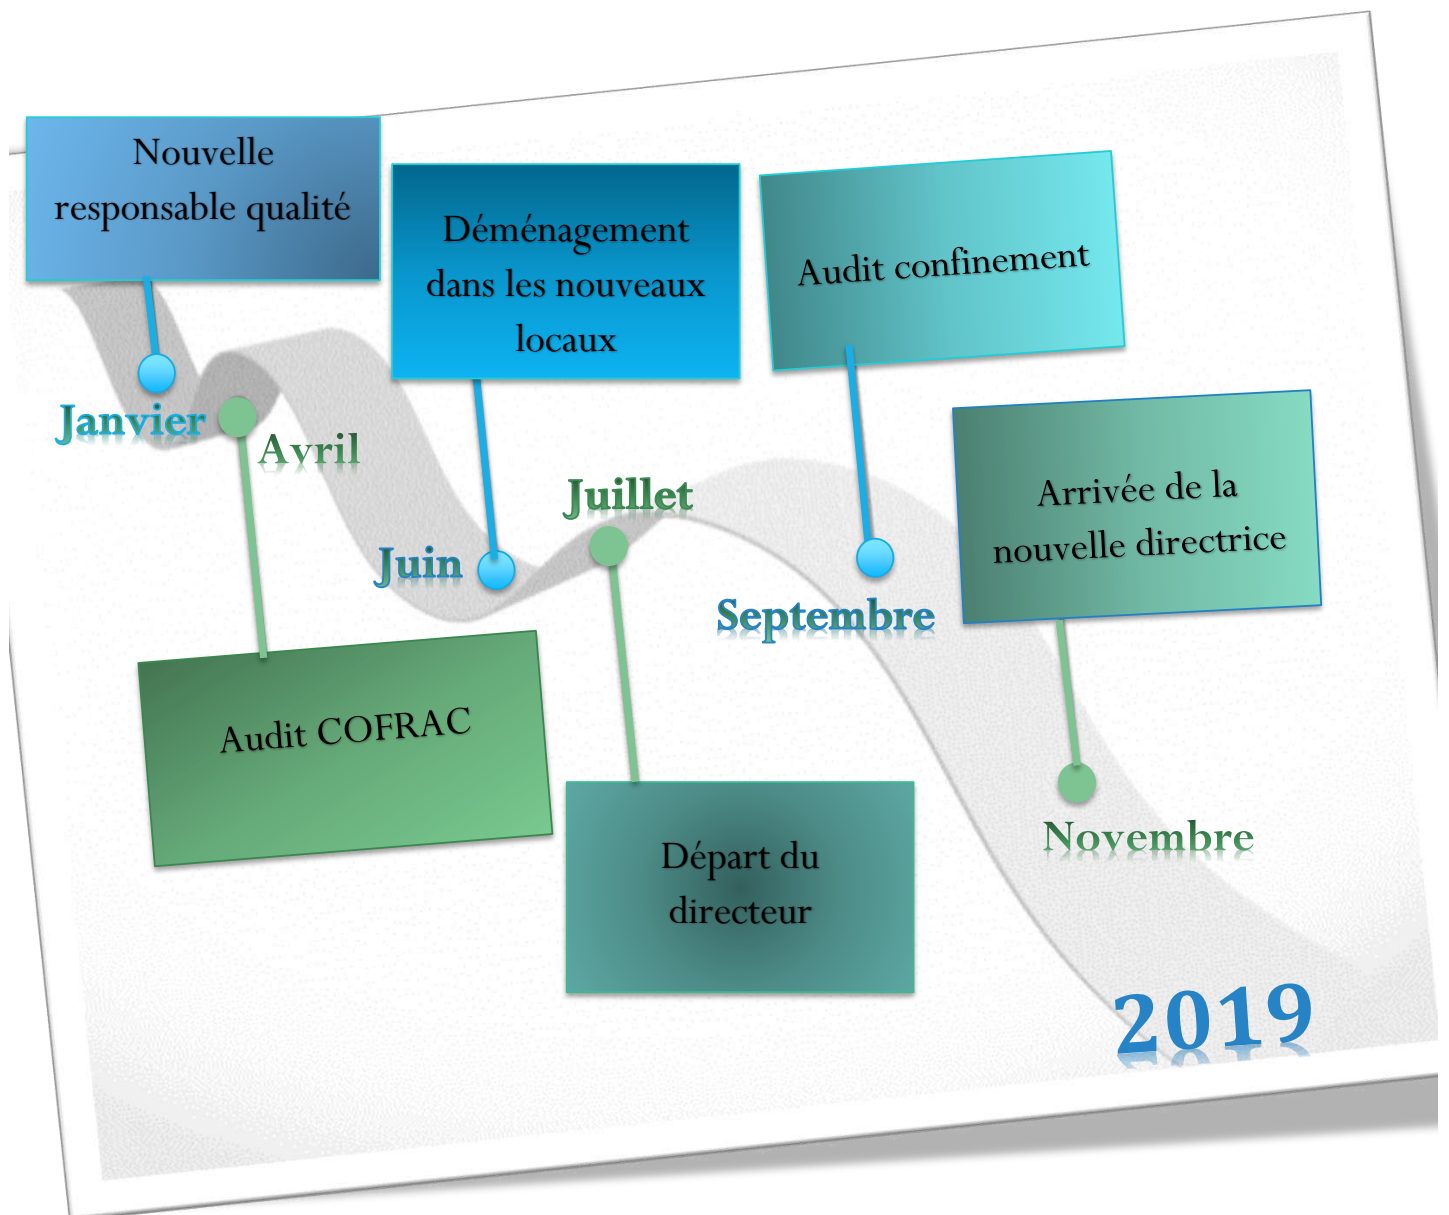 Nouvelle
responsable qualité
Janvier
Avril
Audit COFRAC
Déménagement
dans les nouveaux
locaux
Juin
Juillet
Départ du
directeur
Audit confinement
Septembre
Arrivée de la
nouvelle directrice
Novembre
2019